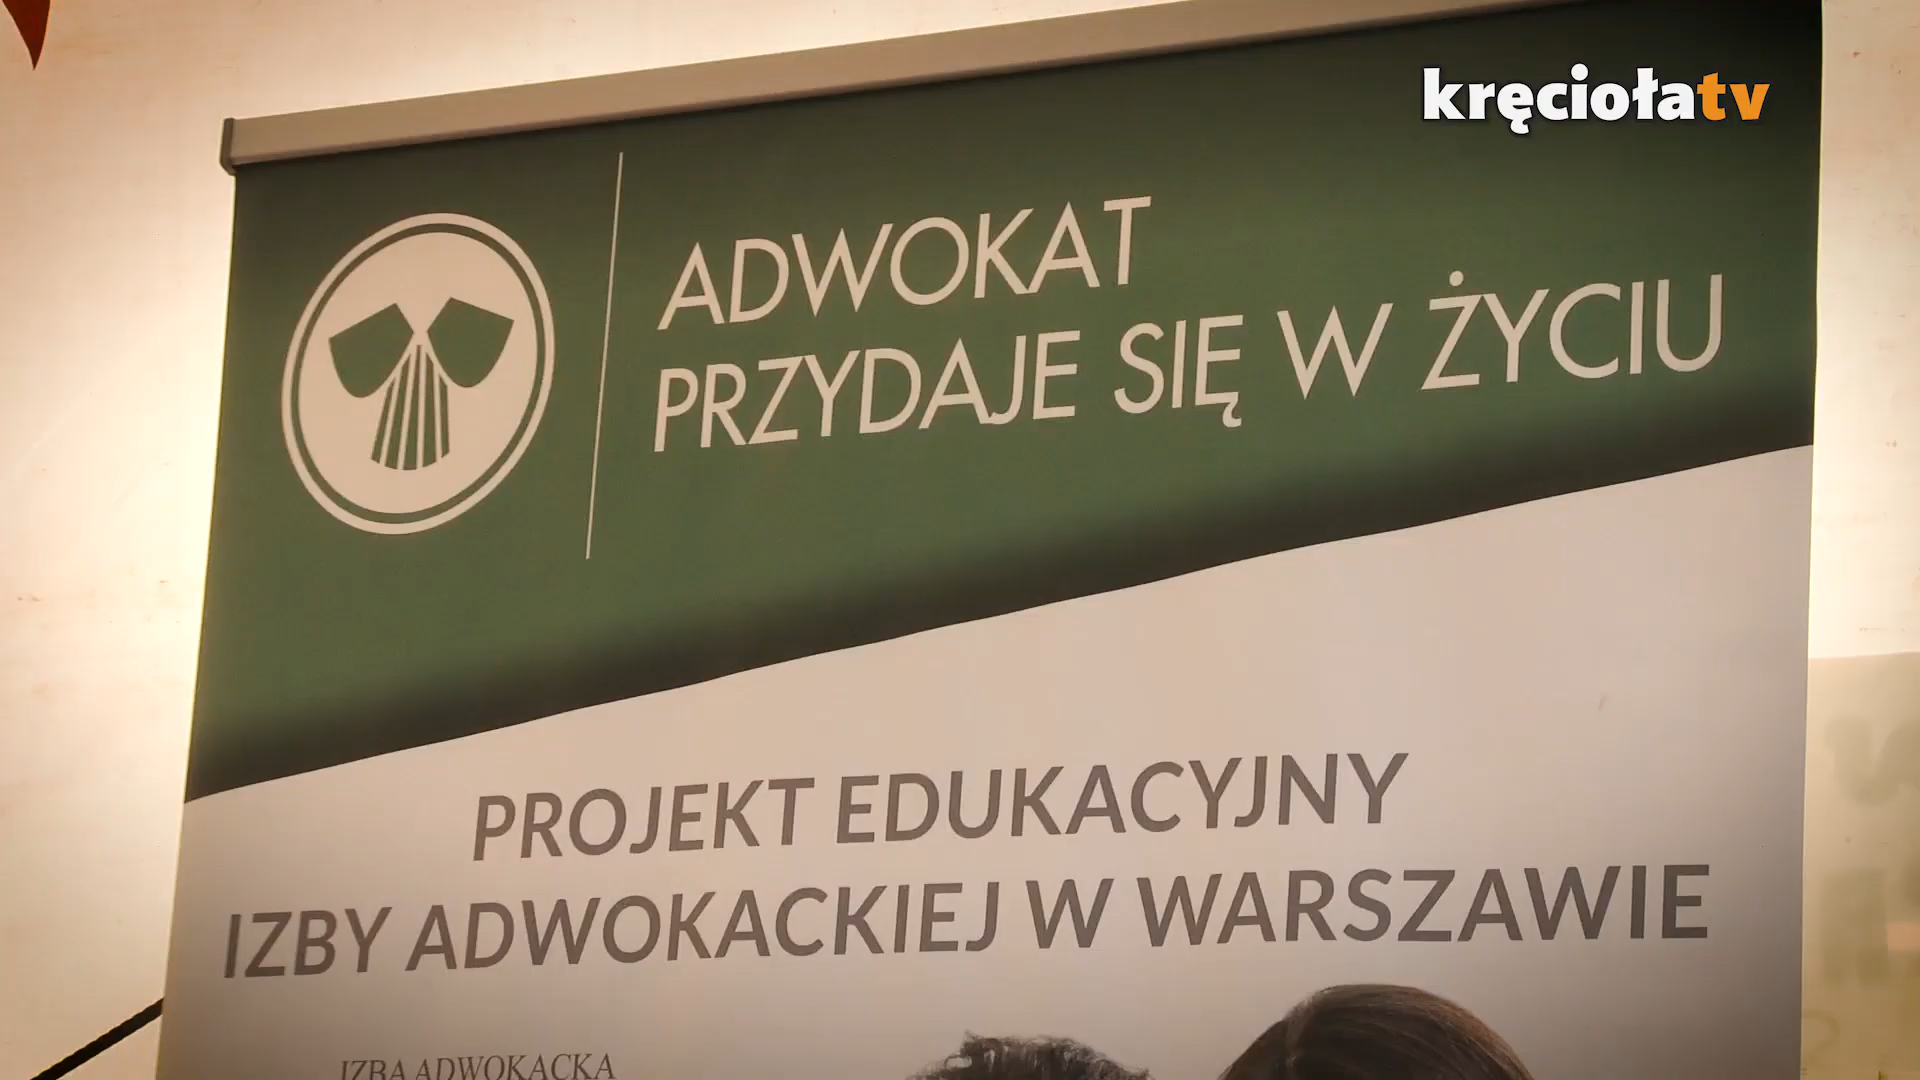 kręciołatv
ADWOKAT
PRZYDAJE SIĘ W ŻYCIU
PROJEKT EDUKACYJNY
IZBY ADWOKACKIEJ W WARSZAWIE
IZBA ADWOKACKA